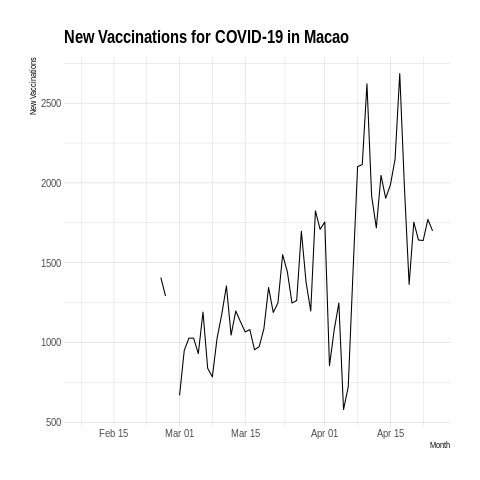 New Vaccinations for COVID-19 in Macao
New Vaccinations
2500
2000
1500
1000
500
Feb 15 Mar 01 Mar 15 Apr 01 Apr 15
Month